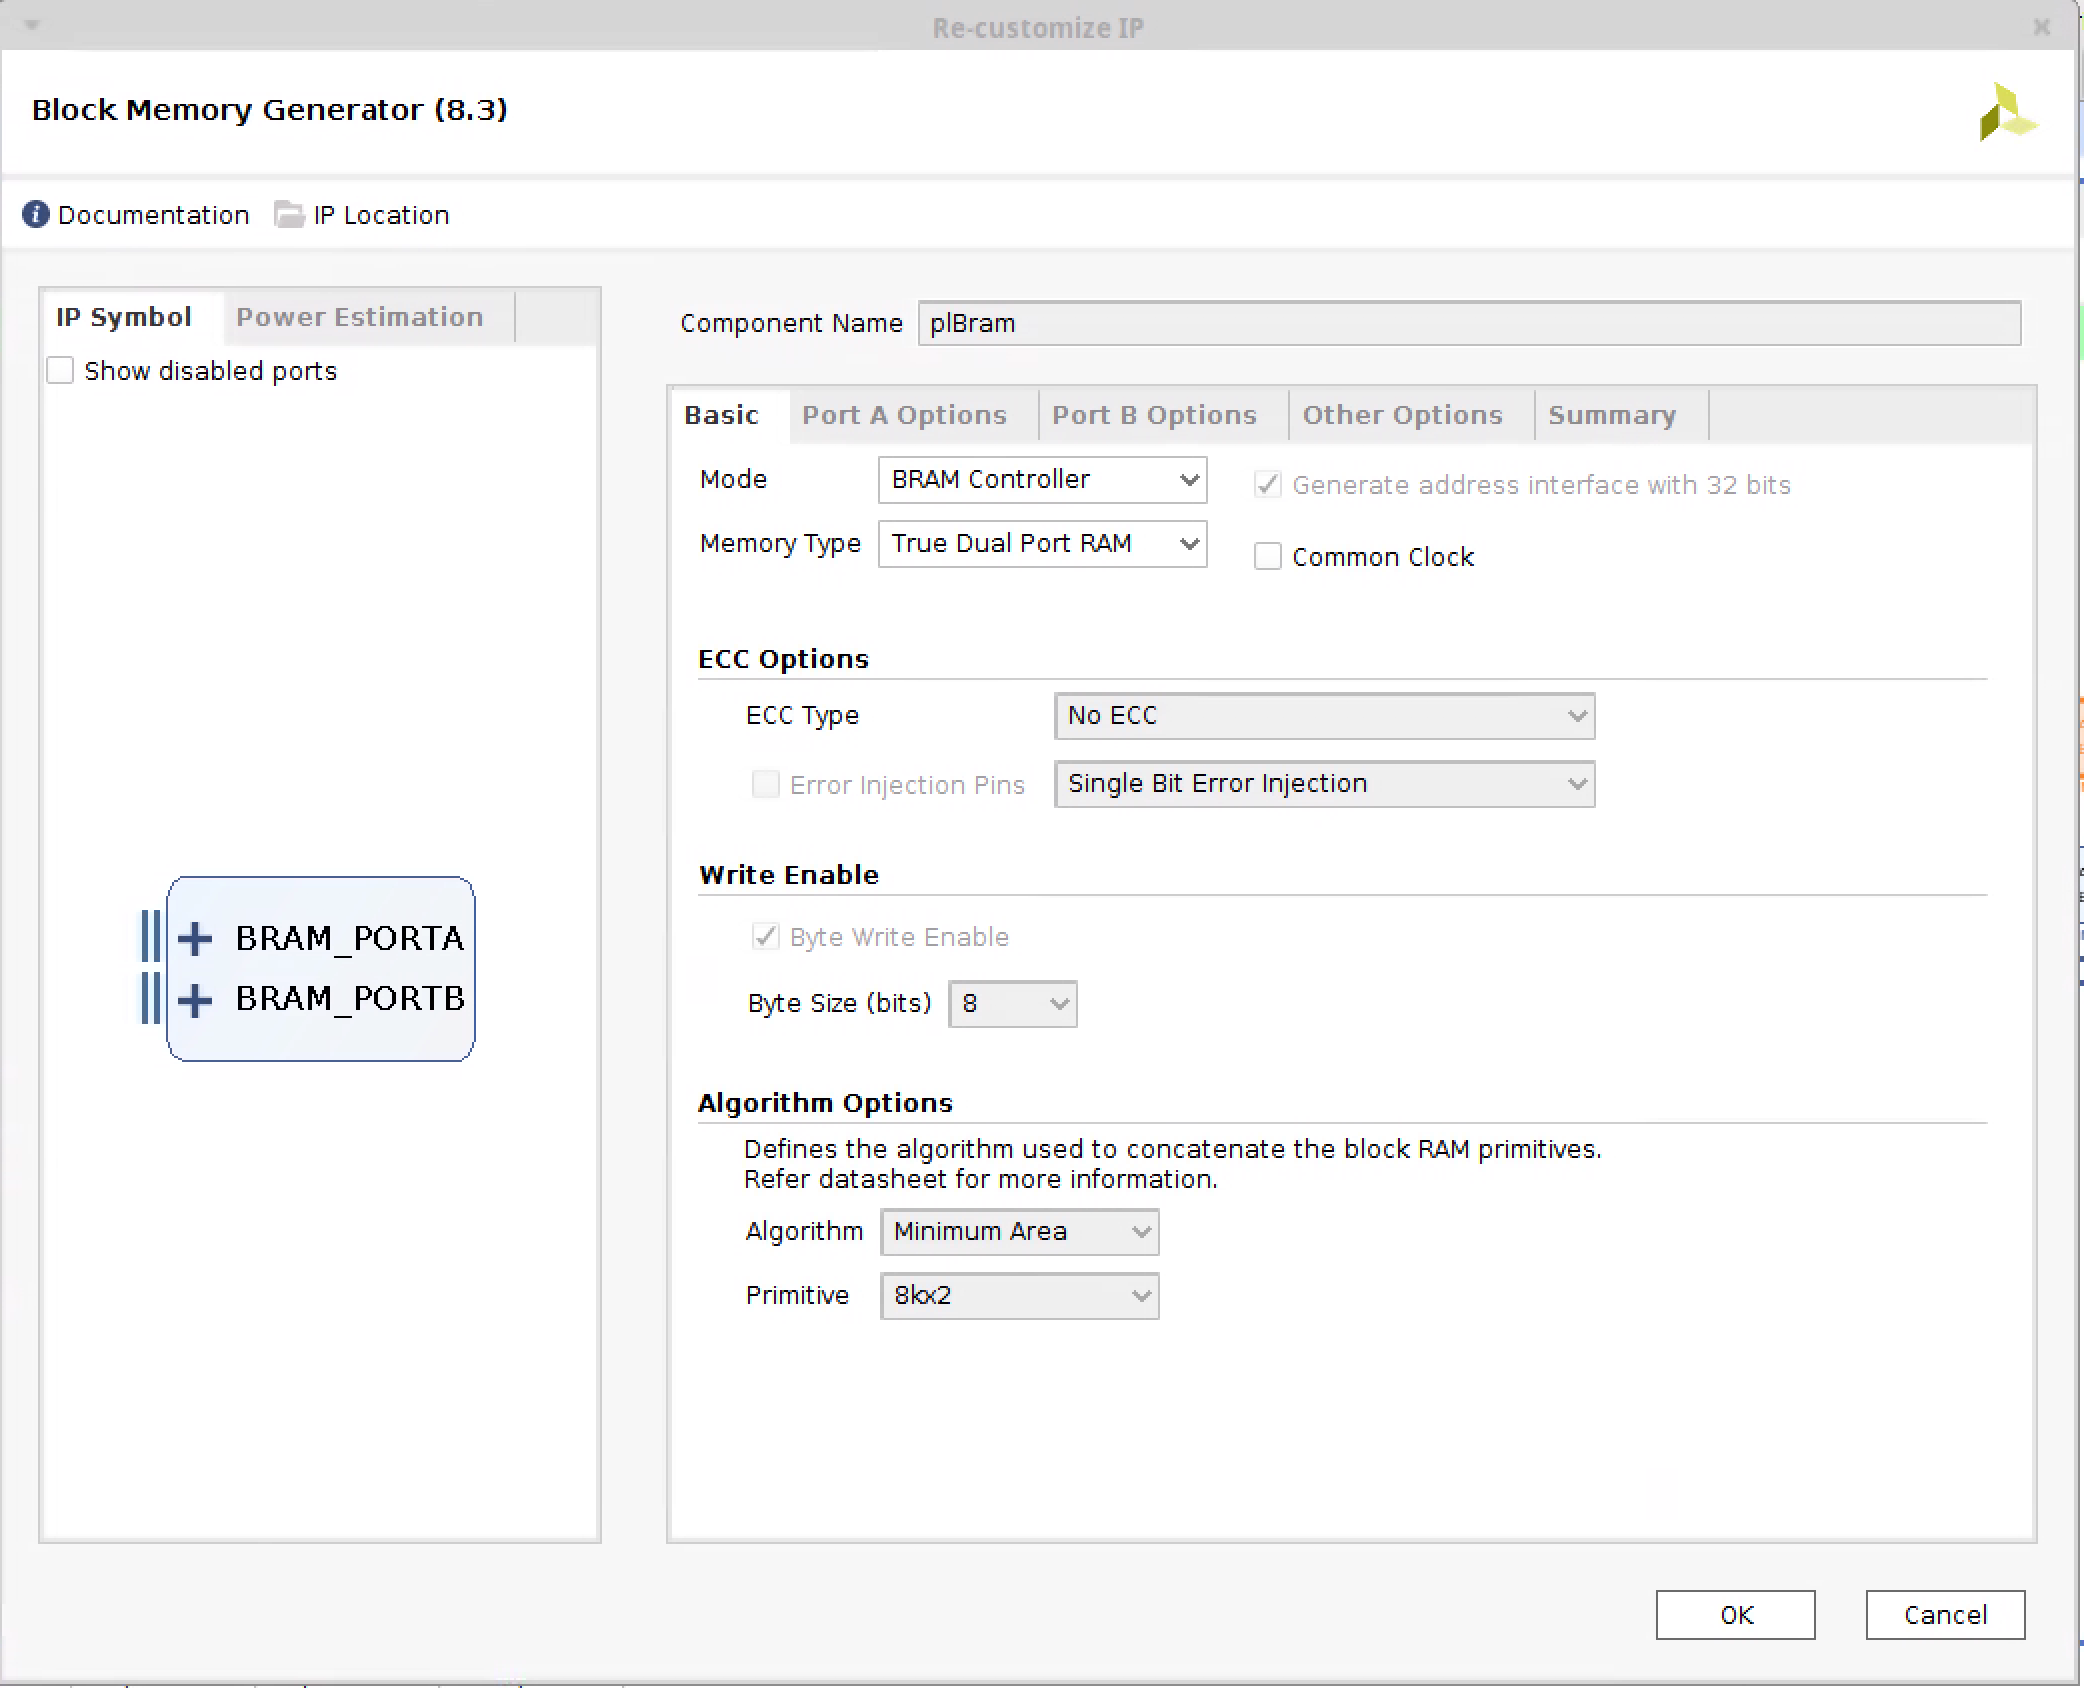 Re-customize IP
Block Memory Generator (8.3)
Documentation IP Location
IP Symbol Power Estimation
Show disabled ports
BRAM_PORTA
BRAM_PORTB
Component Name plBram
Basic Port A Options Port B Options Other Options Summary
Mode BRAM Controller Generate address interface with 32 bits
Memory Type True Dual Port RAM Common Clock
ECC Options
ECC Type No ECC
Error Injection Pins Single Bit Error Injection
Write Enable
Byte Write Enable
Byte Size (bits) 8
Algorithm Options
Defines the algorithm used to concatenate the block RAM primitives.
Refer datasheet for more information.
Algorithm Minimum Area
Primitive 8kx2
OK Cancel